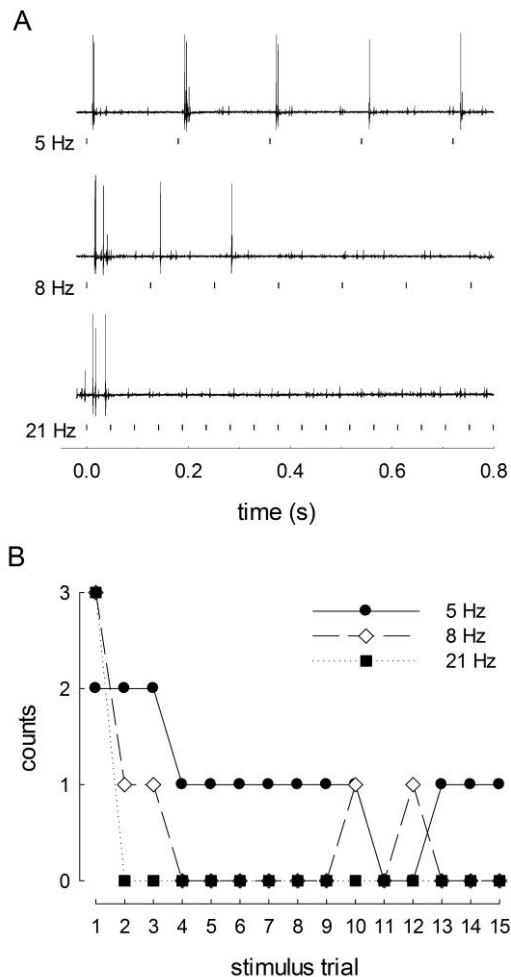 A
5 Hz
8 Hz
21 Hz
0.0 0.2 0.4 0.6 0.8
time (s)
B
3
2
1
0
counts
5 Hz
8 Hz
21 Hz
1 2 3 4 5 6 7 8 9 10 11 12 13 14 15
stimulus trial